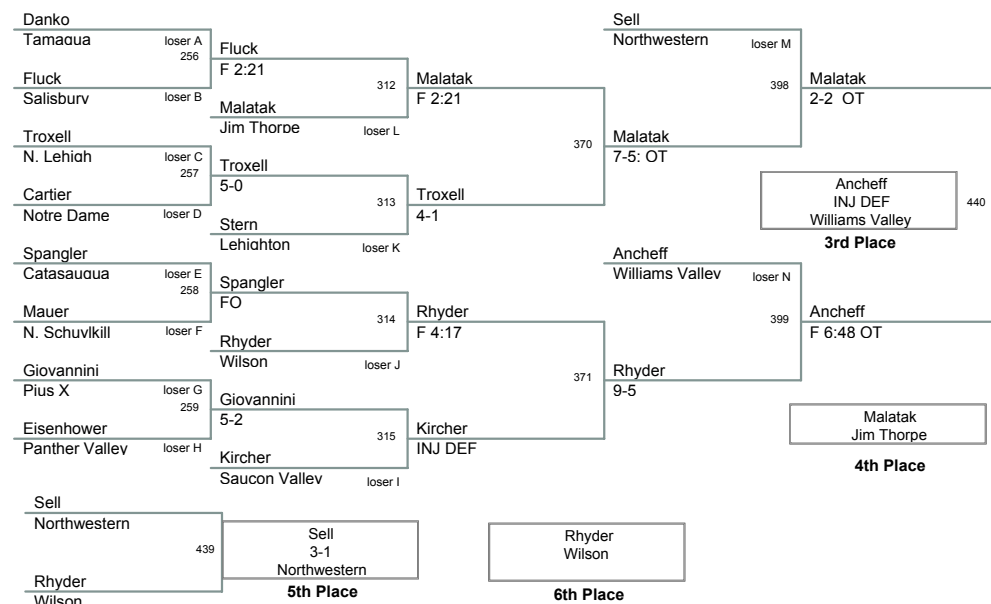 Danko
Tamaqua
loser A
256
Fluck
Salisbury
loser B
Fluck
F 2:21
312
Malatak
Jim Thorpe
loser L
Malatak
F 2:21
Troxell
N. Lehigh
loser C
257
Cartier
Notre Dame
loser D
Troxell
5-0
313
Stern
Lehighton
loser K
Troxell
4-1
370
Malatak
7-5: OT
Sell
Northwestern
loser M
398
Malatak
2-2 OT
Ancheff
INJ DEF
Williams Valley
440
3rd Place
Spangler
Catasauqua
loser E
258
Mauer
N. Schuylkill
loser F
Spangler
FO
314
Rhyder
Wilson
loser J
Rhyder
F 4:17
Giovannini
Pius X
loser G
259
Eisenhower
Panther Valley
loser H
Giovannini
5-2
315
Kircher
Saucon Valley
loser I
Kircher
INJ DEF
371
Rhyder
9-5
Ancheff
Williams Valley
loser N
399
Ancheff
F 6:48 OT
Malatak
Jim Thorpe
4th Place
Sell
Northwestern
439
Rhyder
Wilson
Sell
3-1
Northwestern
5th Place
Rhyder
Wilson
6th Place